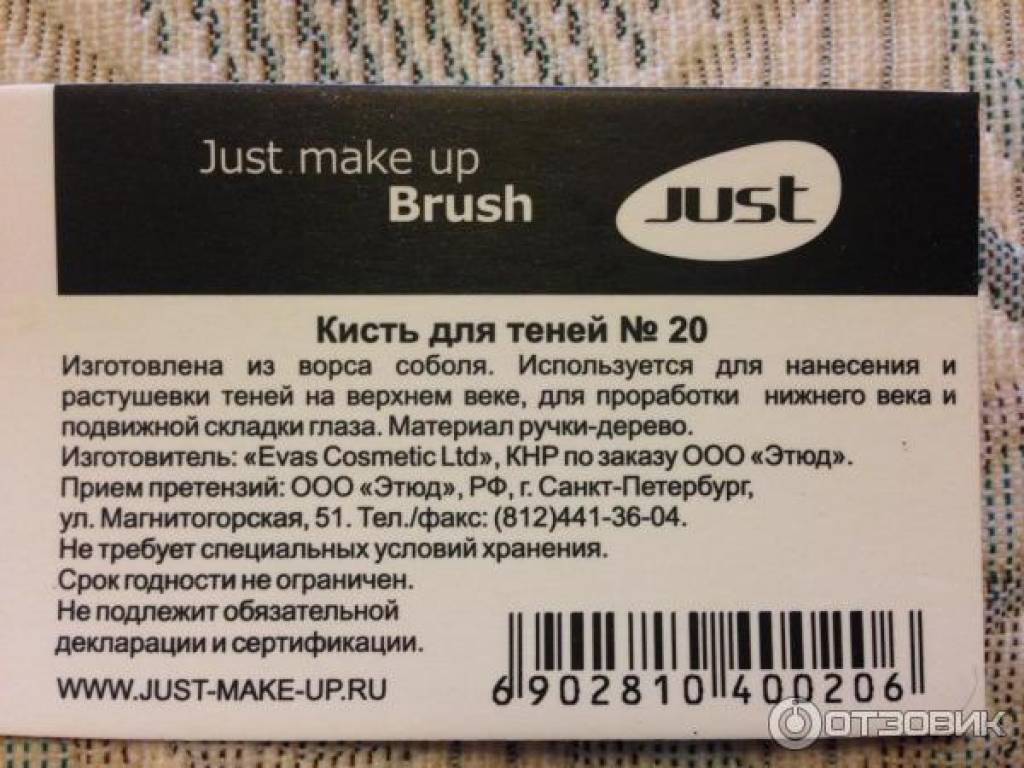 Just make up
Brush
JUST
Кисть для теней № 20
Изготовлена из ворса соболя. Используется для нанесения и
растушевки теней на верхнем веке, для проработки нижнего века и
подвижной складки глаза. Материал ручки-дерево.
Изготовитель: «Evas Cosmetic Ltd», КНР по заказу ООО «Этюд».
Прием претензий: ООО «Этюд», РФ, г. Санкт-Петербург,
ул. Магнитогорская, 51. Тел./факс: (812)441-36-04.
Не требует специальных условий хранения.
Срок годности не ограничен.
Не подлежит обязательной
декларации и сертификации.
WWW.JUST-MAKE-UP.RU
6902810400206
ОТЗОВИК